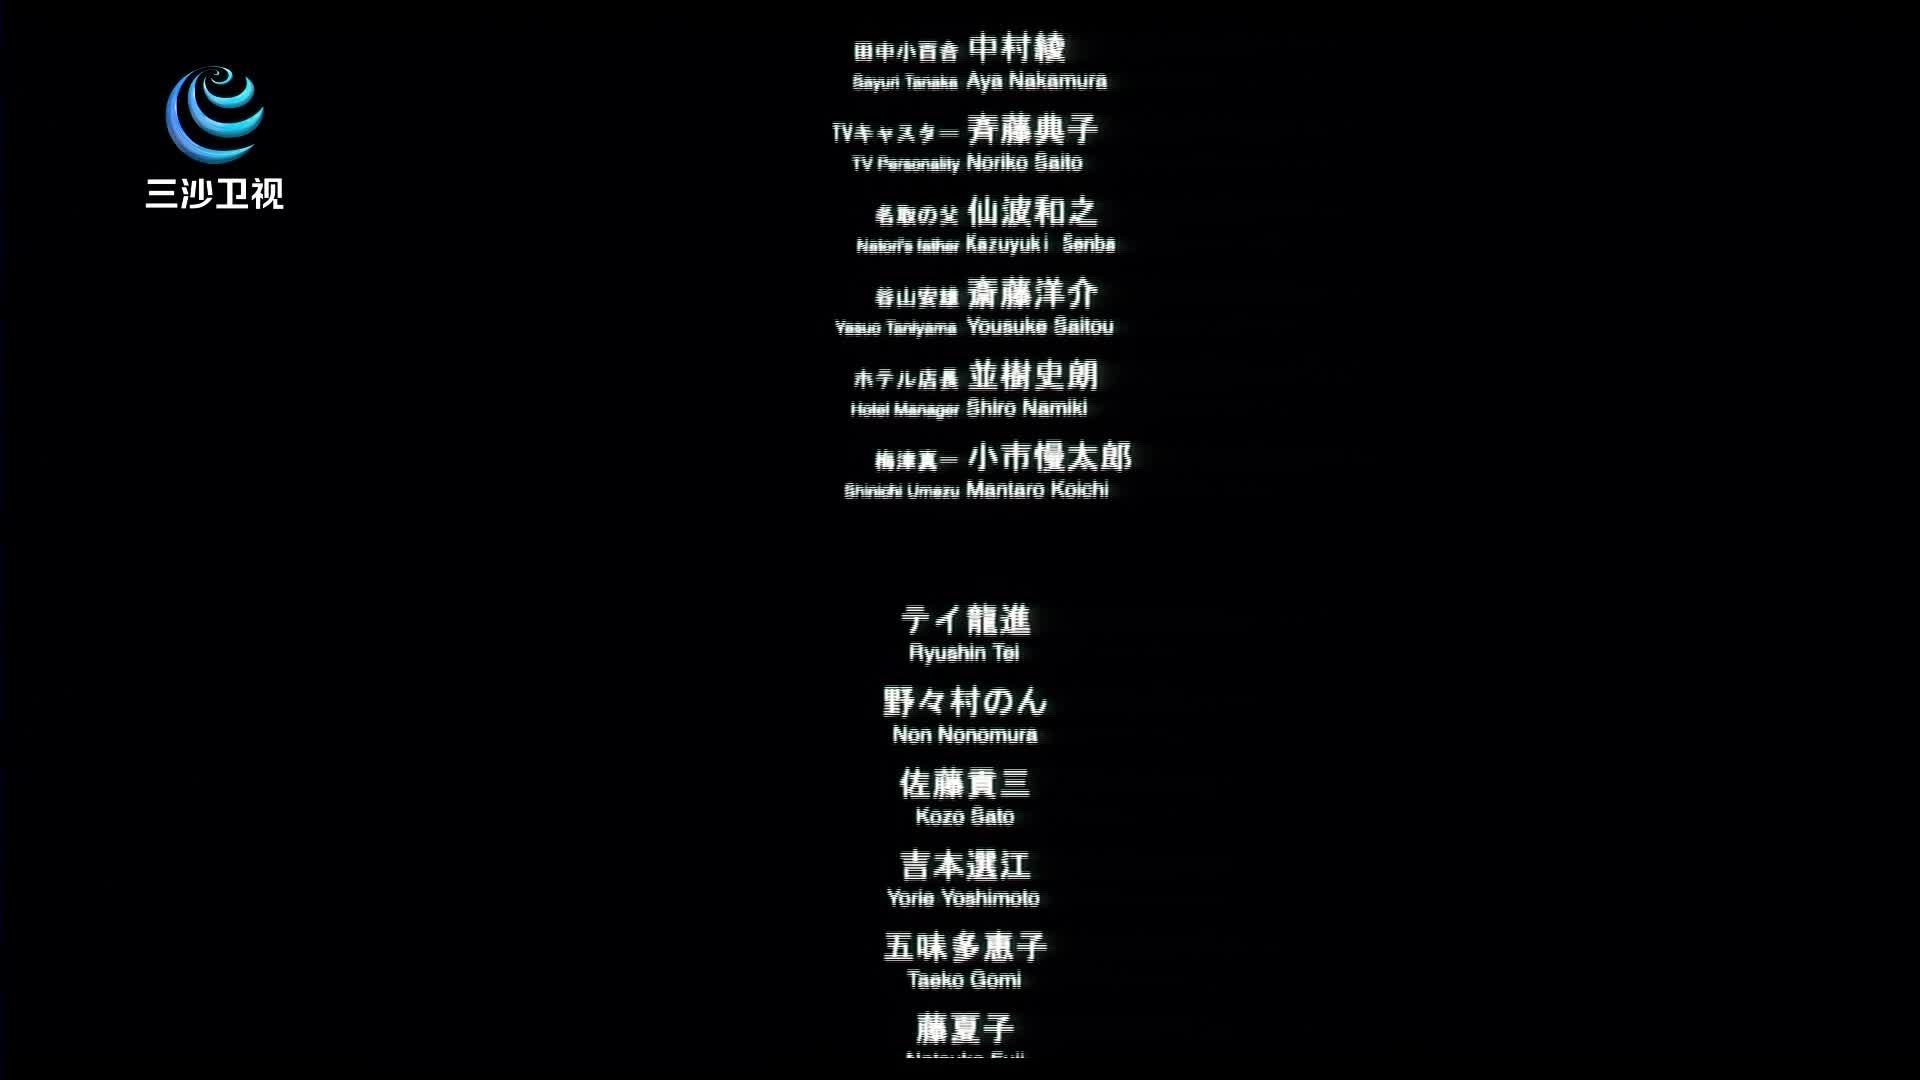 三沙卫视
田中小百合 中村綾
Sayuri Tanaka Aya Nakamura
TVキャスター 斉藤典子
TV Personality Noriko Saito
名取の父 仙波和之
Natori's father Kazuyuki Senba
谷山安雄 斎藤洋介
Yasuo Taniyama Yousuke Saitou
ホテル店長 並樹史朗
Hotel Manager Shiro Namiki
梅津真一 小市慢太郎
Shinichi Umezu Mantaro Koichi
テイ龍進
Ryushin Tei
野々村のん
Non Nonomura
佐藤貢三
Kozo Sato
吉本選江
Yorie Yoshimoto
五味多恵子
Taeko Gomi
藤夏子
Natsuko Fuji